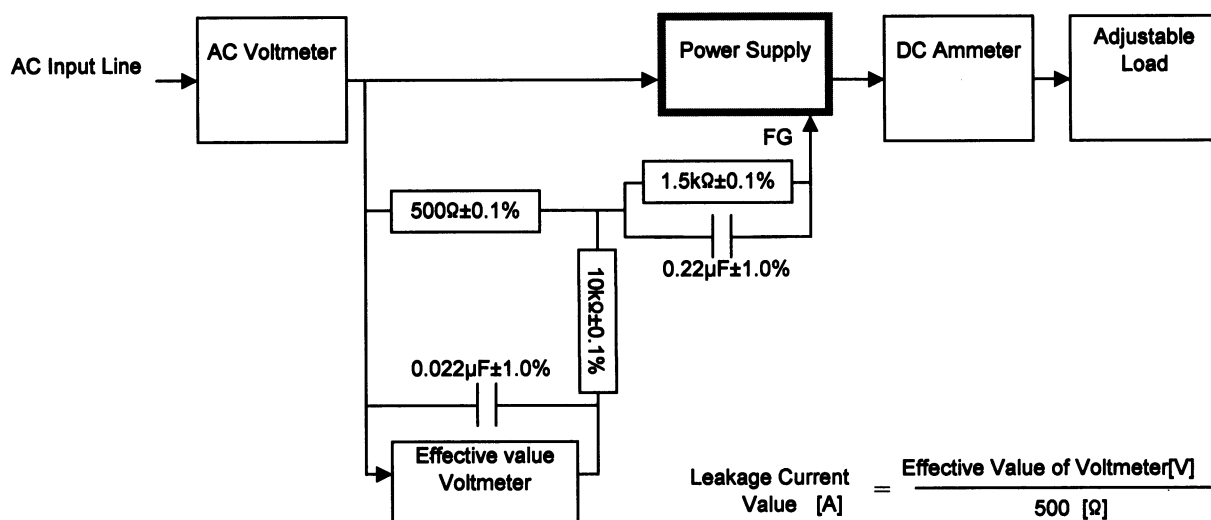 AC Input Line
AC Voltmeter
Power Supply
DC Ammeter
Adjustable
Load
FG
1.5kΩ±0.1%
500Ω±0.1%
0.22µF±1.0%
10kΩ±0.1%
0.022µF±1.0%
Effective value
Voltmeter
Leakage Current
Value [A]
=
Effective Value of Voltmeter[V]
500 [Ω]